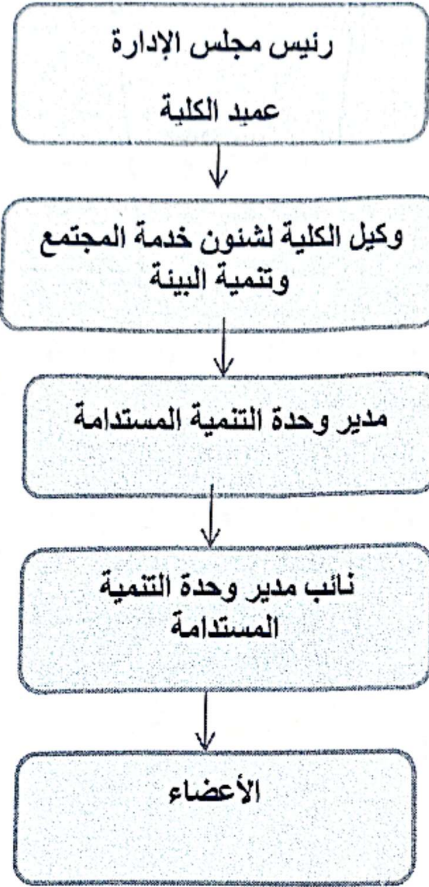 رئيس مجلس الإدارة
عميد الكلية
وكيل الكلية لشئون خدمة المجتمع
وتنمية البيئة
مدير وحدة التنمية المستدامة
نائب مدير وحدة التنمية
المستدامة
الأعضاء